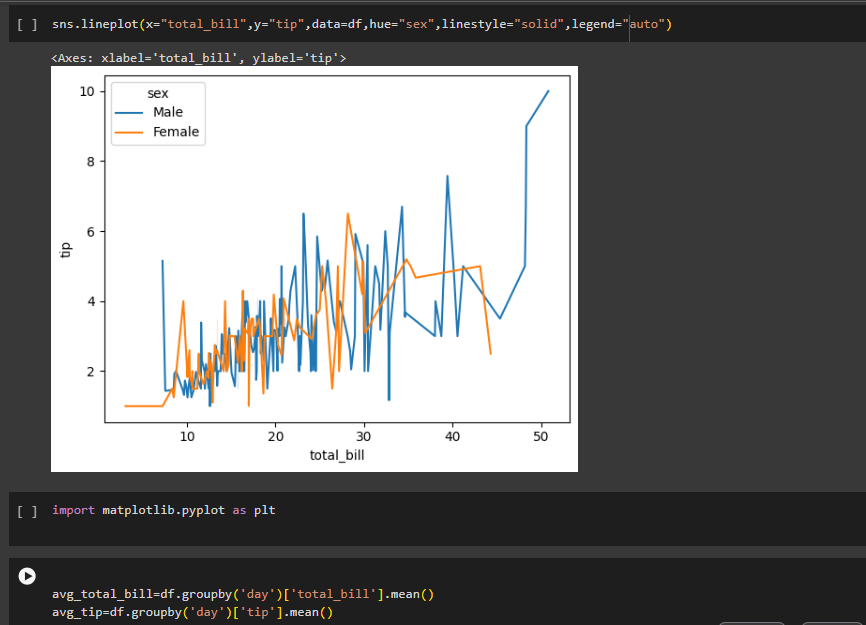 [ ] sns.lineplot(x="total_bill",y="tip",data=df,hue="sex",linestyle="solid",legend="auto")
<Axes: xlabel='total_bill', ylabel='tip'>
sex
Male
Female
10
8
6
4
2
tip
10 20 30 40 50
total_bill
[ ] import matplotlib.pyplot as plt
avg_total_bill=df.groupby('day')['total_bill'].mean()
avg_tip=df.groupby('day')['tip'].mean()